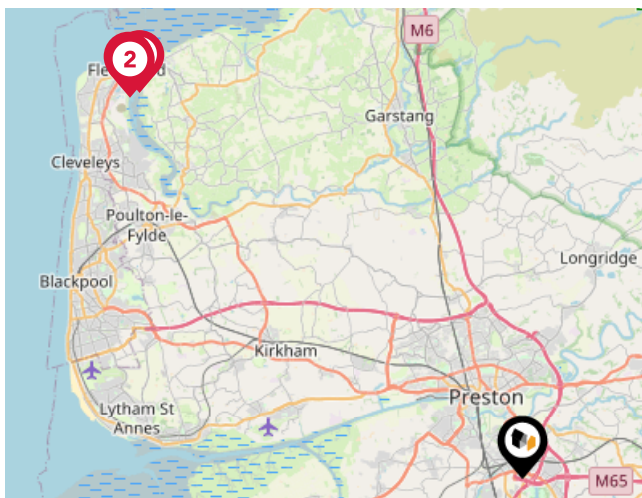 M6
2
Garstang
Cleveleys
Poulton-le-
Fylde
Longridge
Blackpool
Kirkham
Preston
Lytham St
Annes
M65